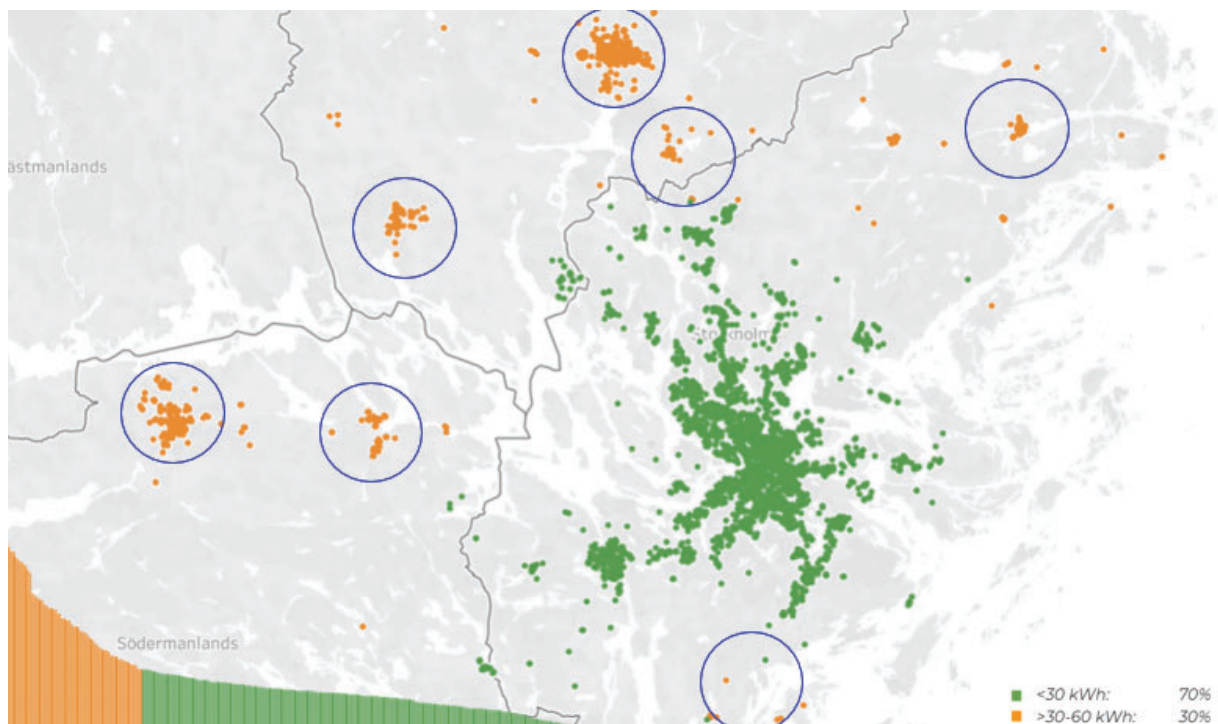 ästmanlands
Stockholm
Södermanlands
<30 kWh: 70%
>30-60 kWh: 30%